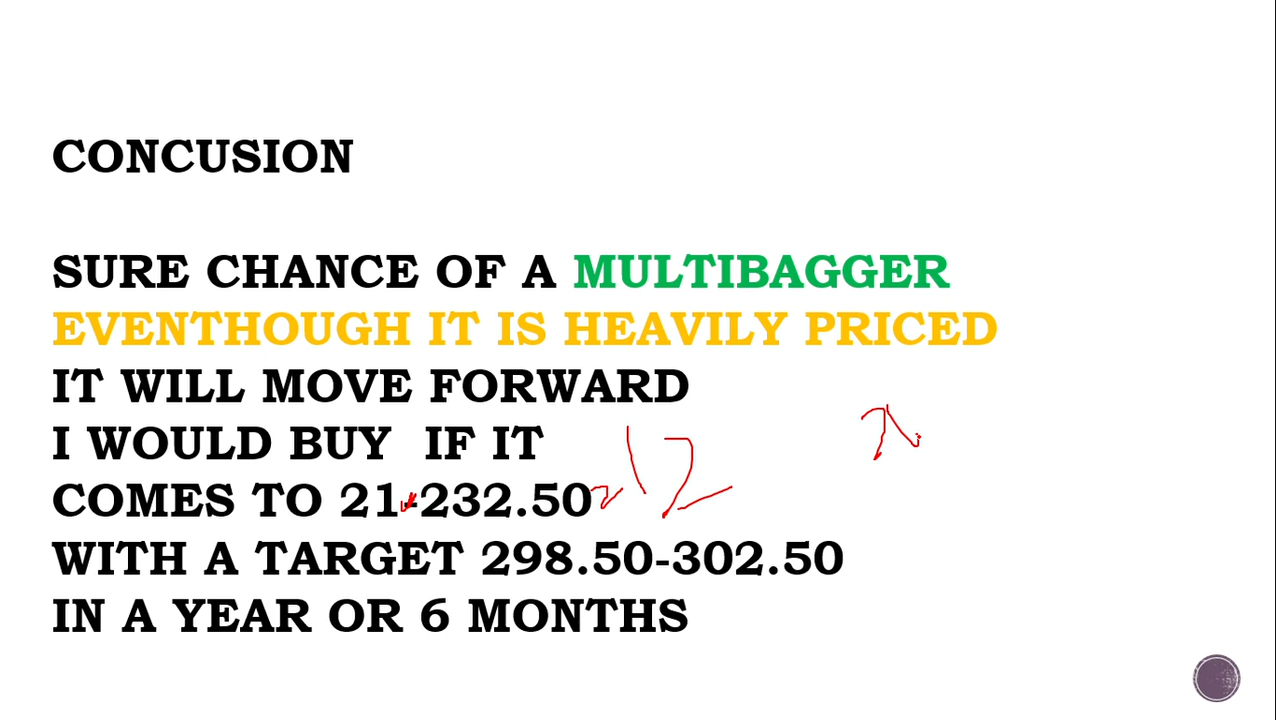 CONCUSION
SURE CHANCE OF A MULTIBAGGER
EVENTHOUGH IT IS HEAVILY PRICED
IT WILL MOVE FORWARD
I WOULD BUY IF IT
COMES TO 21-232.50 212
WITH A TARGET 298.50-302.50
IN A YEAR OR 6 MONTHS